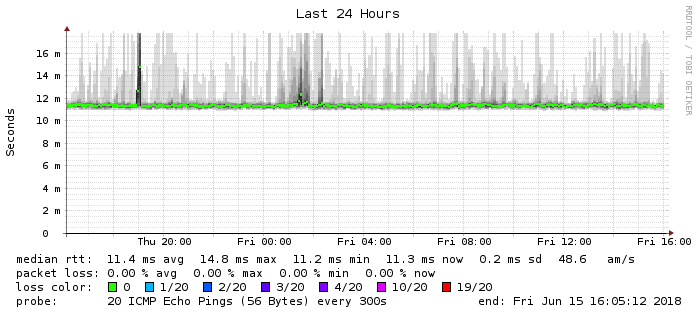 Last 24 Hours
RRDTOOL / TOBI OETIKER
Seconds
16 m
14 m
12 m
10 m
8 m
6 m
4 m
2 m
0
Thu 20:00 Fri 00:00 Fri 04:00 Fri 08:00 Fri 12:00 Fri 16:00
median rtt: 11.4 ms avg 14.8 ms max 11.2 ms min 11.3 ms now 0.2 ms sd 48.6 am/s
packet loss: 0.00 % avg 0.00 % max 0.00 % min 0.00 % now
loss color: 0 1/20 2/20 3/20 4/20 10/20 19/20
probe: 20 ICMP Echo Pings (56 Bytes) every 300s end: Fri Jun 15 16:05:12 2018